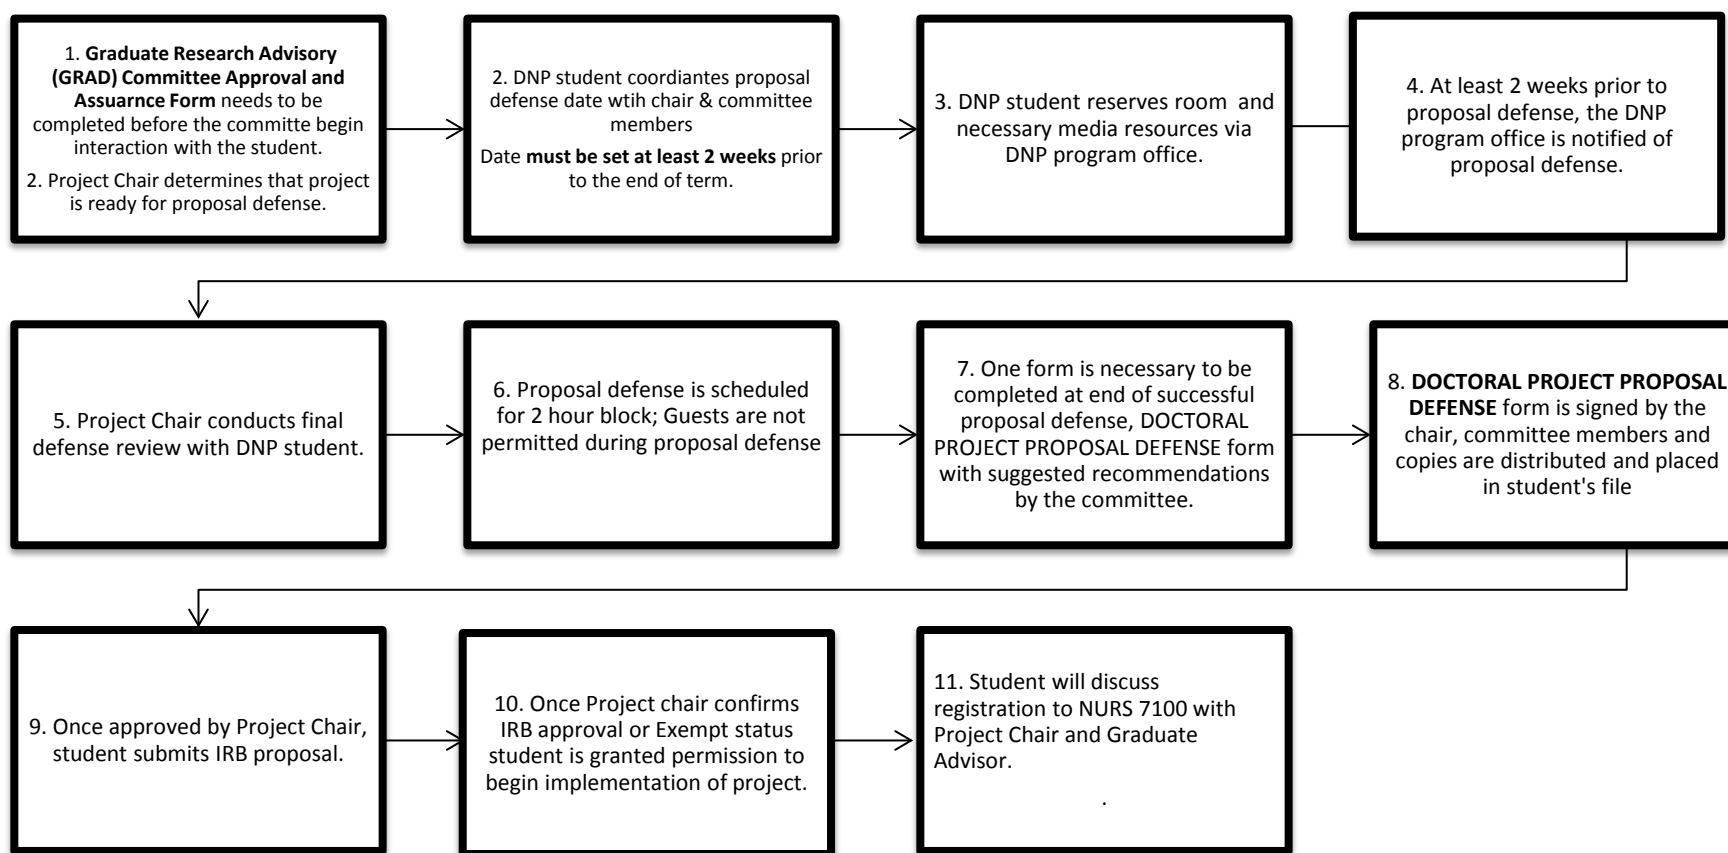 1. Graduate Research Advisory
(GRAD) Committee Approval and
Assuarnce Form needs to be
completed before the committe begin
interaction with the student.
2. Project Chair determines that project
is ready for proposal defense.
2. DNP student coordiantes proposal
defense date wtih chair & committee
members
Date must be set at least 2 weeks prior
to the end of term.
3. DNP student reserves room and
necessary media resources via
DNP program office.
4. At least 2 weeks prior to
proposal defense, the DNP
program office is notified of
proposal defense.
5. Project Chair conducts final
defense review with DNP student.
6. Proposal defense is scheduled
for 2 hour block; Guests are not
permitted during proposal defense
7. One form is necessary to be
completed at end of successful
proposal defense, DOCTORAL
PROJECT PROPOSAL DEFENSE form
with suggested recommendations
by the committee.
8. DOCTORAL PROJECT PROPOSAL
DEFENSE form is signed by the
chair, committee members and
copies are distributed and placed
in student's file
9. Once approved by Project Chair,
student submits IRB proposal.
10. Once Project chair confirms
IRB approval or Exempt status
student is granted permission to
begin implementation of project.
11. Student will discuss
registration to NURS 7100 with
Project Chair and Graduate
Advisor.
.